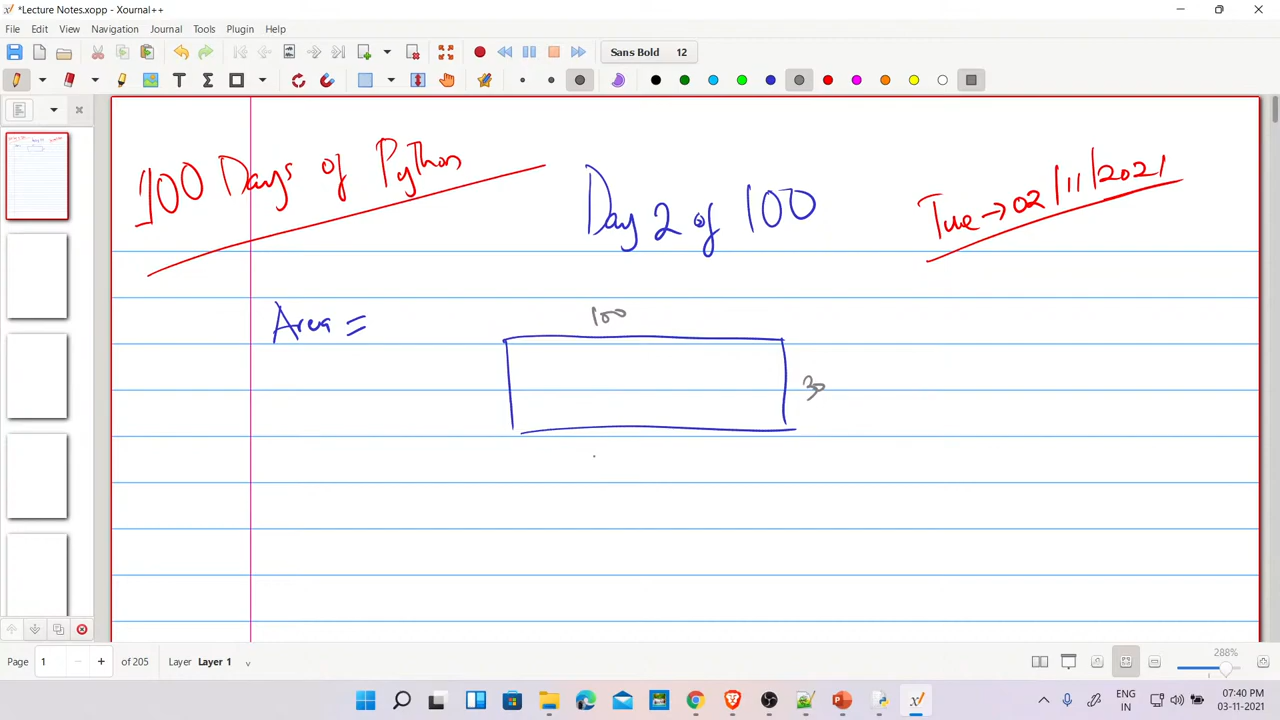 *Lecture Notes.xopp - Xournal++
File Edit View Navigation Journal Tools Plugin Help
Sans Bold 12
100 Days of Python
Day 2 of 100
Tue → 02/11/2021
Area =
100
30
Page 1 of 205 Layer Layer 1
288%
ENG
IN
07:40 PM
03-11-2021